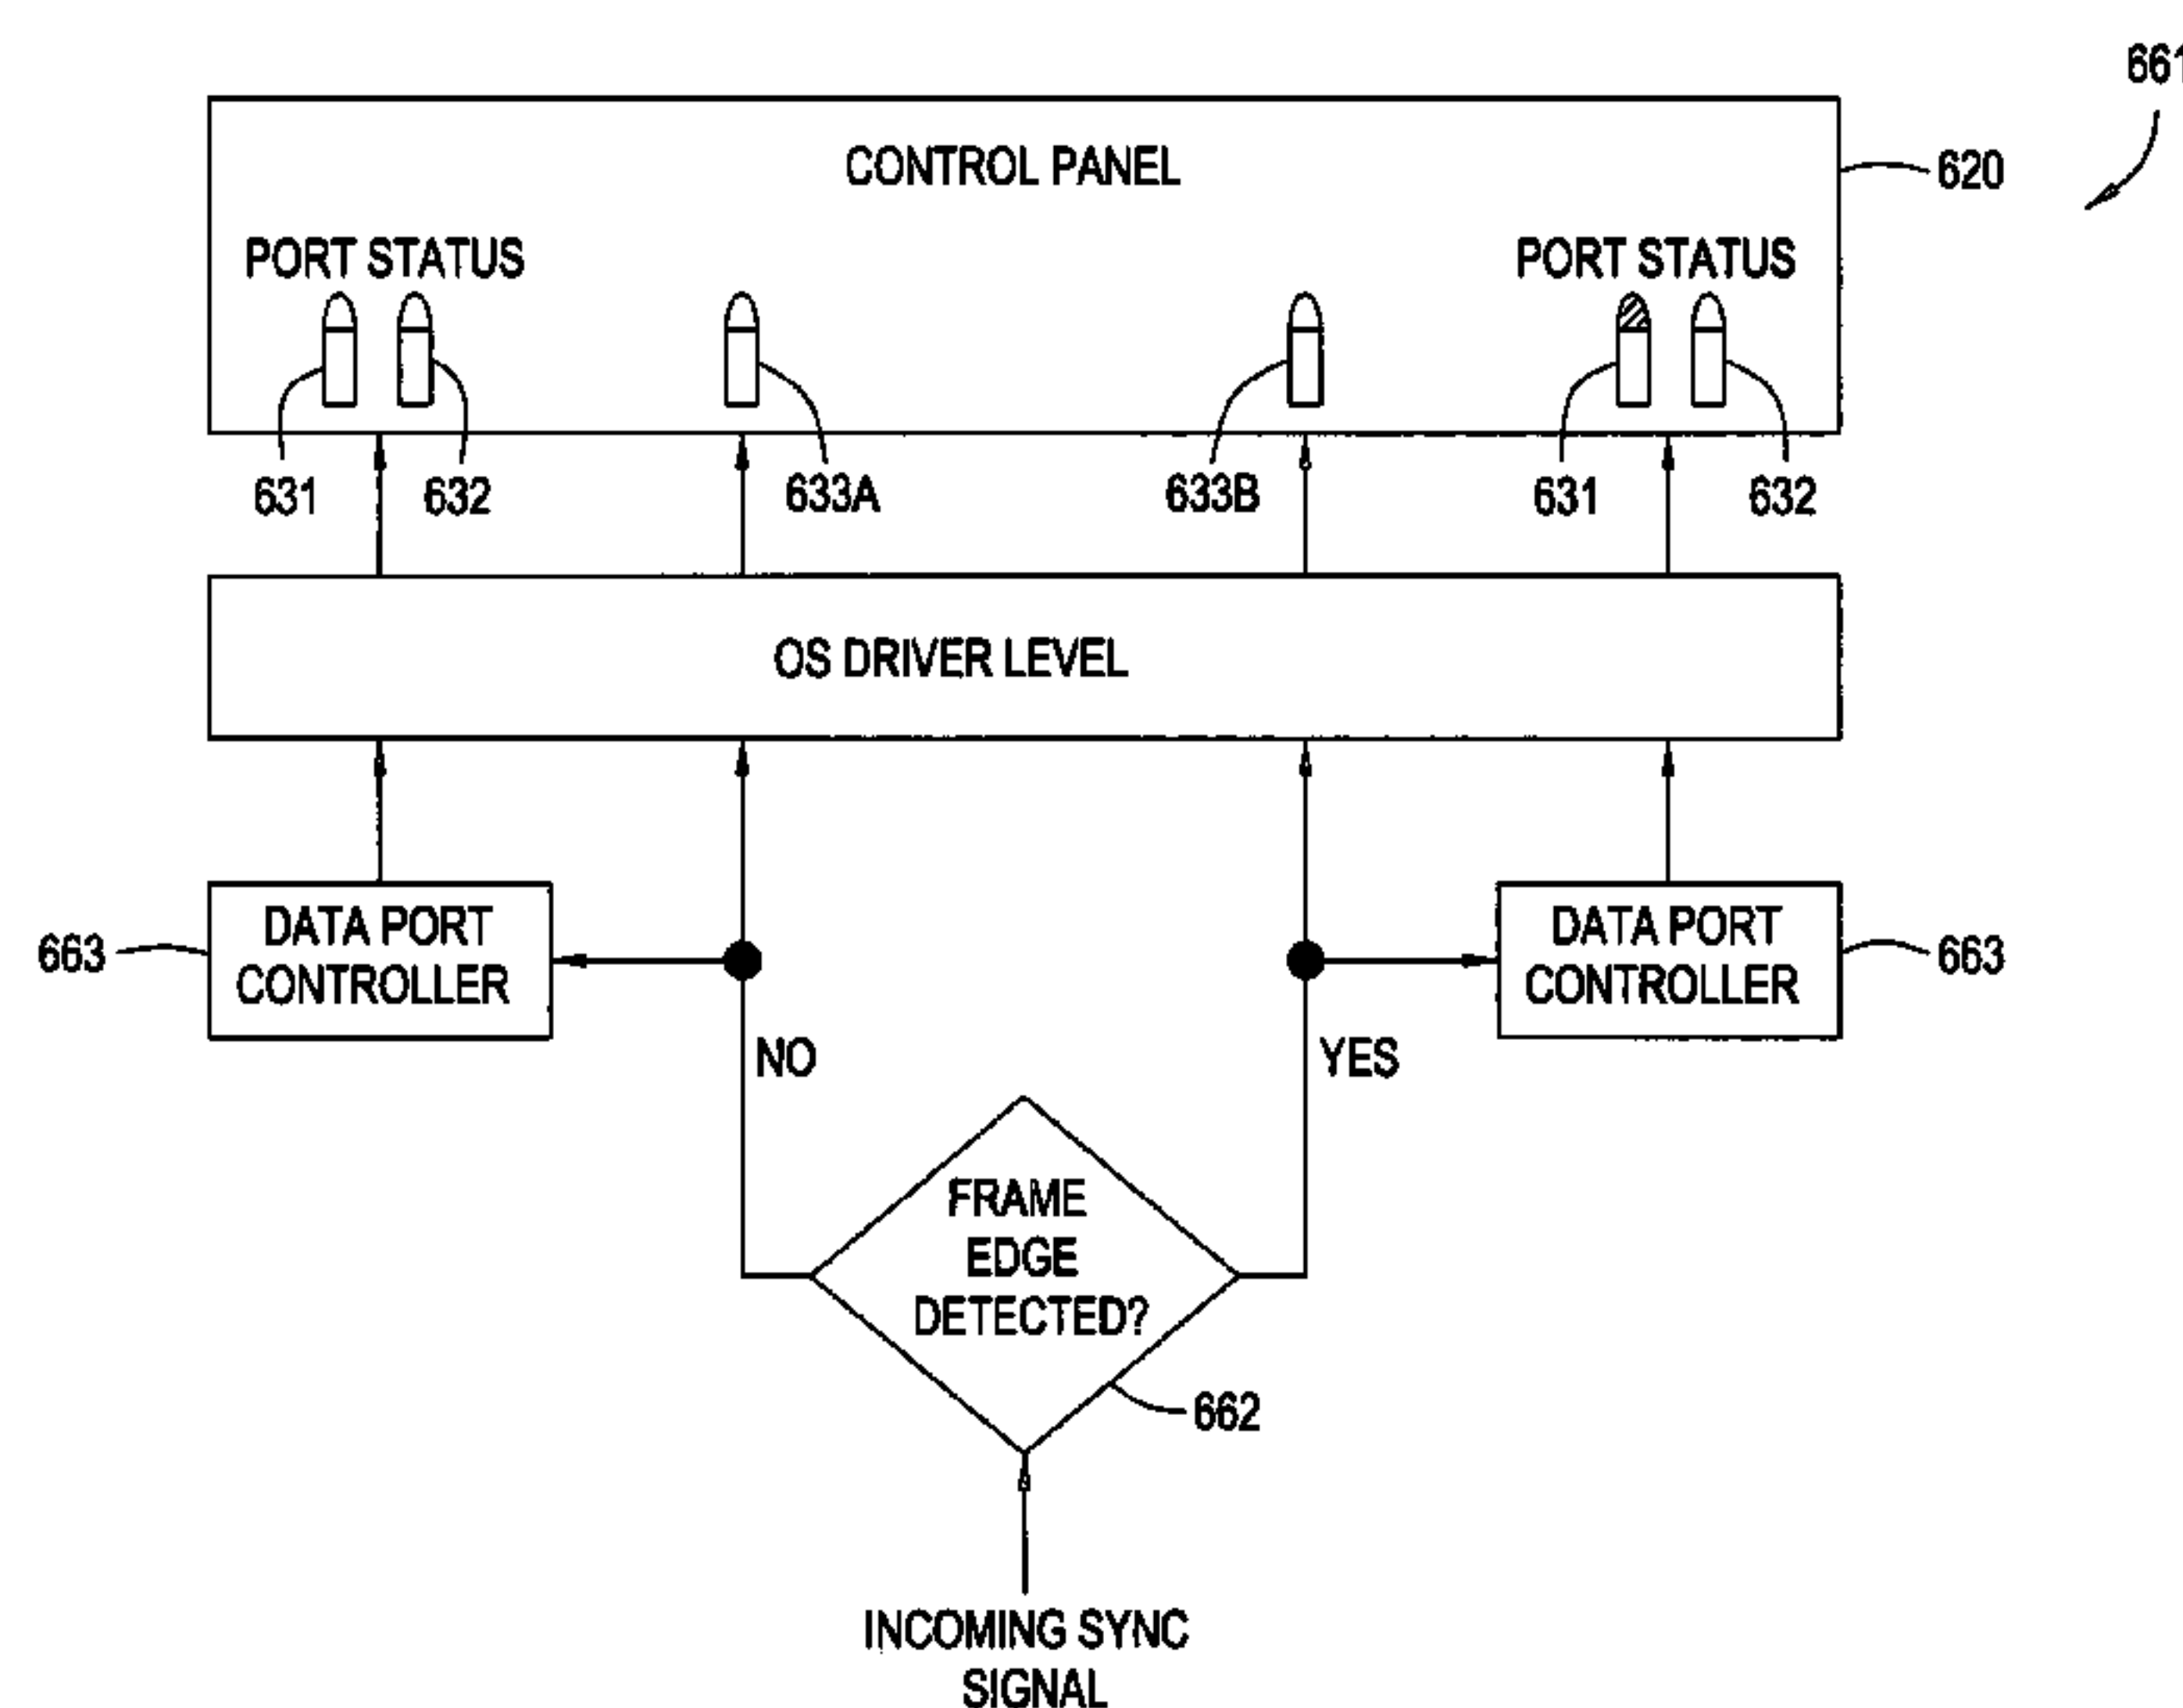 661
CONTROL PANEL
620
PORT STATUS
PORT STATUS
631
632
633A
633B
631
632
OS DRIVER LEVEL
663
DATA PORT
CONTROLLER
DATA PORT
CONTROLLER
663
NO
YES
FRAME
EDGE
DETECTED?
662
INCOMING SYNC
SIGNAL